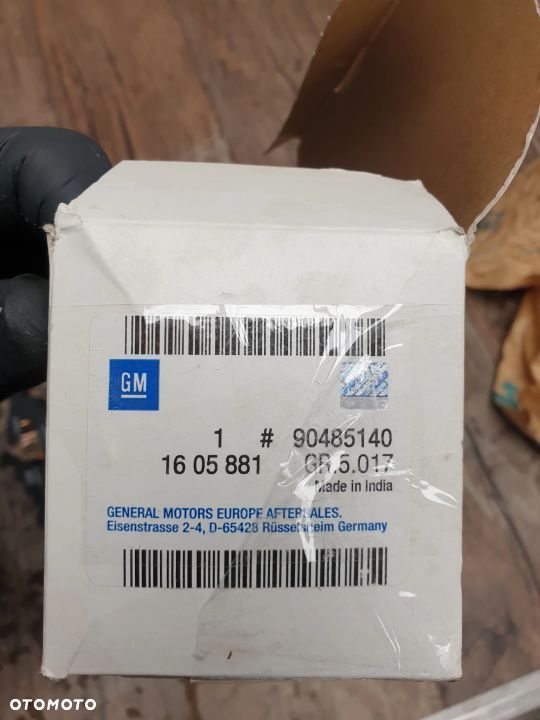 GM
1 # 90485140
16 05 881 GR.5.017
Made in India
GENERAL MOTORS EUROPE AFTERSALES.
Eisenstrasse 2-4, D-65428 Rüsselsheim Germany
OTOMOTO